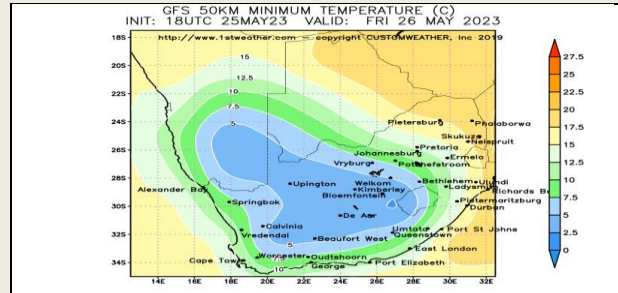 GFS 50KM MINIMUM TEMPERATURE (C)
INIT: 18UTC 25MAY23 VALID: FRI 26 MAY 2023
http://www.1stweather.com — copyright CUSTOMWEATHER, Inc 2019
18S
20S
22S
24S
26S
28S
30S
32S
34S
15
12.5
10
7.5
5
Pietersburg
Phalaborwa
Skukuza
Nelspruit
Pretoria
Johannesburg
Ermelo
Vryburg
Potchefstroom
Welkom
Bethlehem
Ulundi
Upington
Kimberley
Ladysmith
Alexander Bay
Bloemfontein
Richards B
Springbok
Pietermaritzburg
De Aar
Durban
Calvinia
Umtata
Port St Johns
Vredendal
Queenstown
5
Beaufort West
East London
Worcester
7.5
Oudtshoorn
Cape Town
George
Port Elizabeth
10
14E 16E 18E 20E 22E 24E 26E 28E 30E 32E
27.5
25
22.5
20
17.5
15
12.5
10
7.5
5
2.5
0